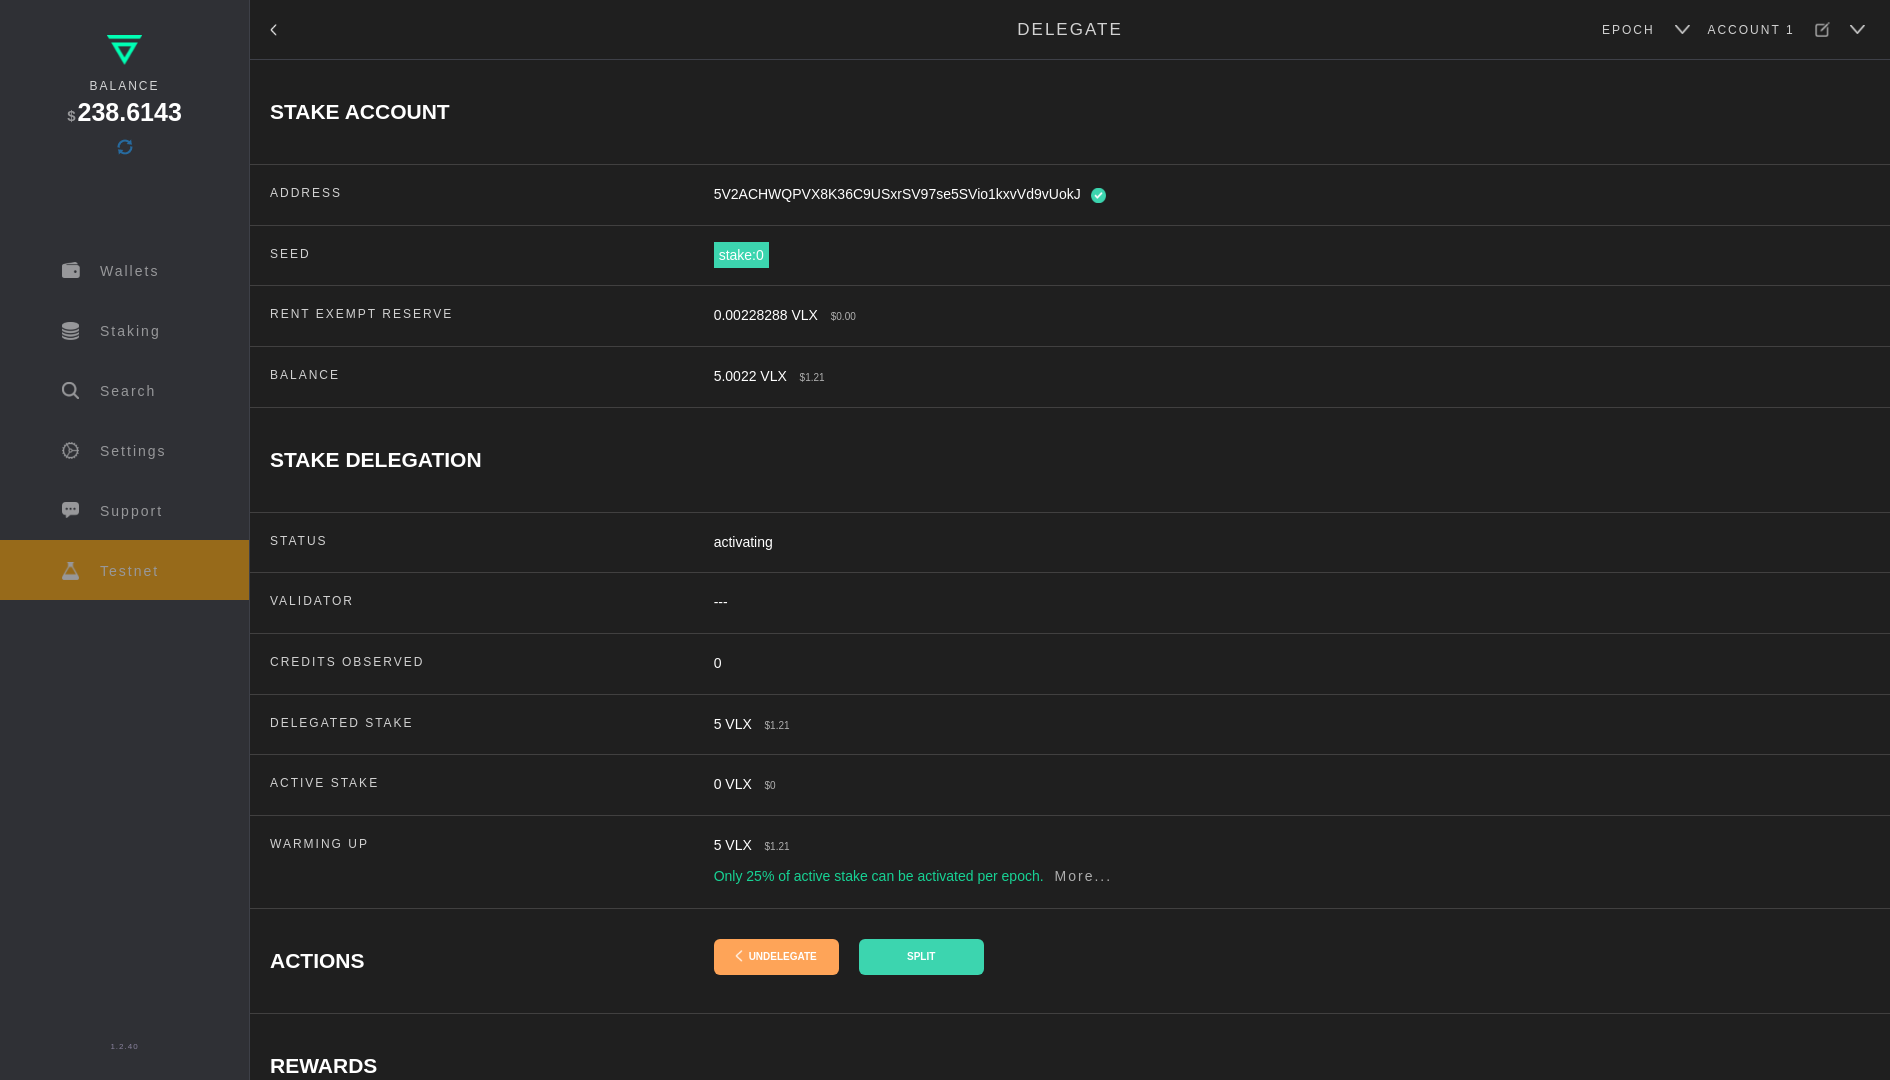 BALANCE
$238.6143
Wallets
Staking
Search
Settings
Support
Testnet
1.2.40
DELEGATE
EPOCH
ACCOUNT 1
STAKE ACCOUNT
ADDRESS
5V2ACHWQPVX8K36C9USxrSV97se5SVio1kxvVd9vUokJ
SEED
stake:0
RENT EXEMPT RESERVE
0.00228288 VLX $0.00
BALANCE
5.0022 VLX $1.21
STAKE DELEGATION
STATUS
activating
VALIDATOR
---
CREDITS OBSERVED
0
DELEGATED STAKE
5 VLX $1.21
ACTIVE STAKE
0 VLX $0
WARMING UP
5 VLX $1.21
Only 25% of active stake can be activated per epoch. More...
ACTIONS
UNDELEGATE
SPLIT
REWARDS